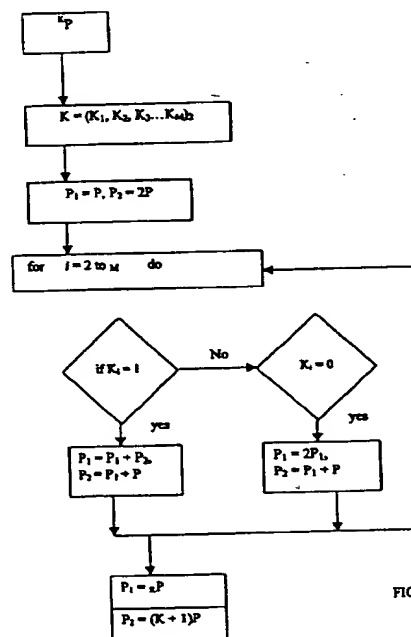 KP
K = (K1, K2, K3...KM)2
P1 = P, P2 = 2P
for i = 2 to M do
if Ki = 1
No
Ki = 0
yes
yes
P1 = P1 + P2,
P2 = P1 + P
P1 = 2P1,
P2 = P1 + P
P1 = KP
P2 = (K + 1)P
FIG